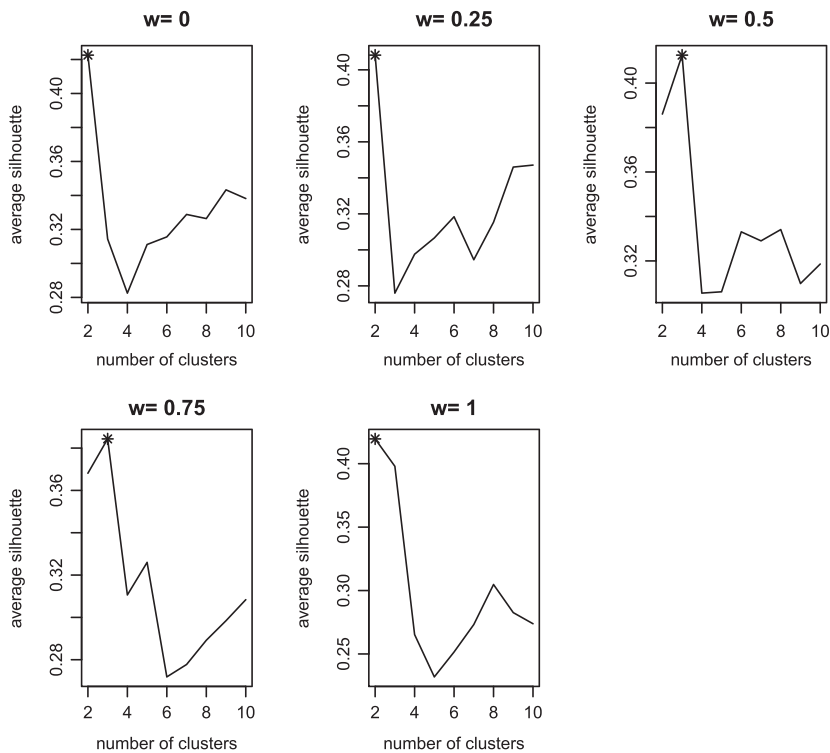 w= 0
average silhouette
0.40
0.36
0.32
0.28
2 4 6 8 10
number of clusters
w= 0.25
average silhouette
0.40
0.36
0.32
0.28
2 4 6 8 10
number of clusters
w= 0.5
average silhouette
0.40
0.36
0.32
2 4 6 8 10
number of clusters
w= 0.75
average silhouette
0.36
0.32
0.28
2 4 6 8 10
number of clusters
w= 1
average silhouette
0.40
0.35
0.30
0.25
2 4 6 8 10
number of clusters